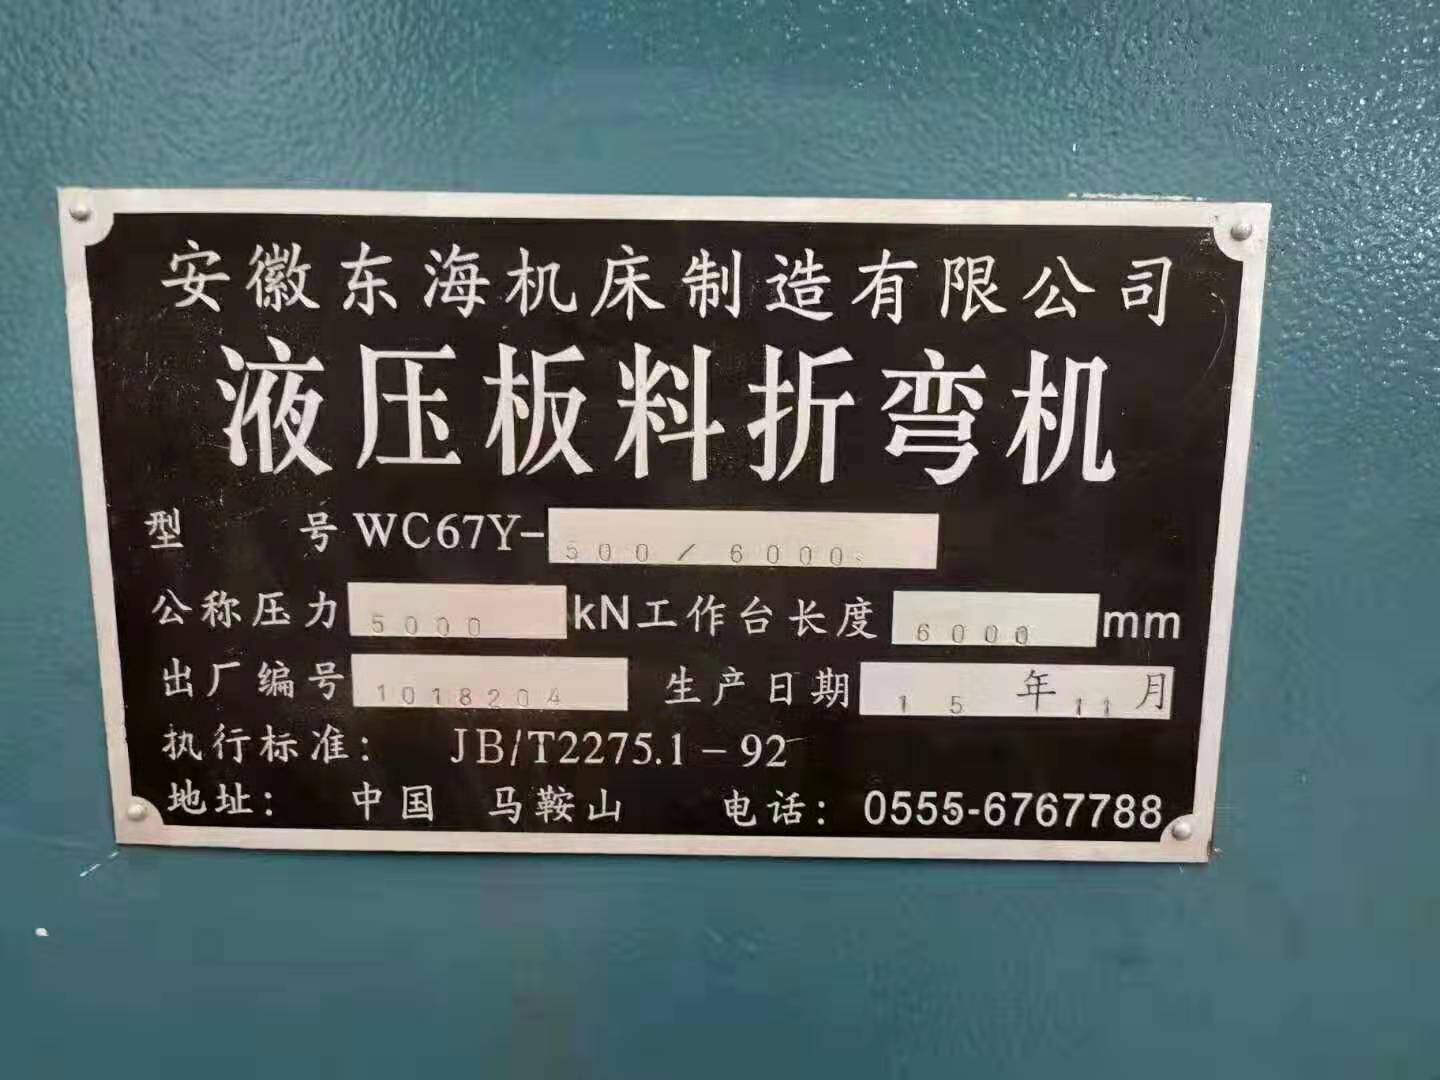 安徽东海机床制造有限公司
液压板料折弯机
型 号 WC67Y-500/6000
公称压力 5000 kN 工作台长度 6000 mm
出厂编号 1018204 生产日期 15 年 11 月
执行标准： JB/T2275.1-92
地址： 中国 马鞍山 电话： 0555-6767788